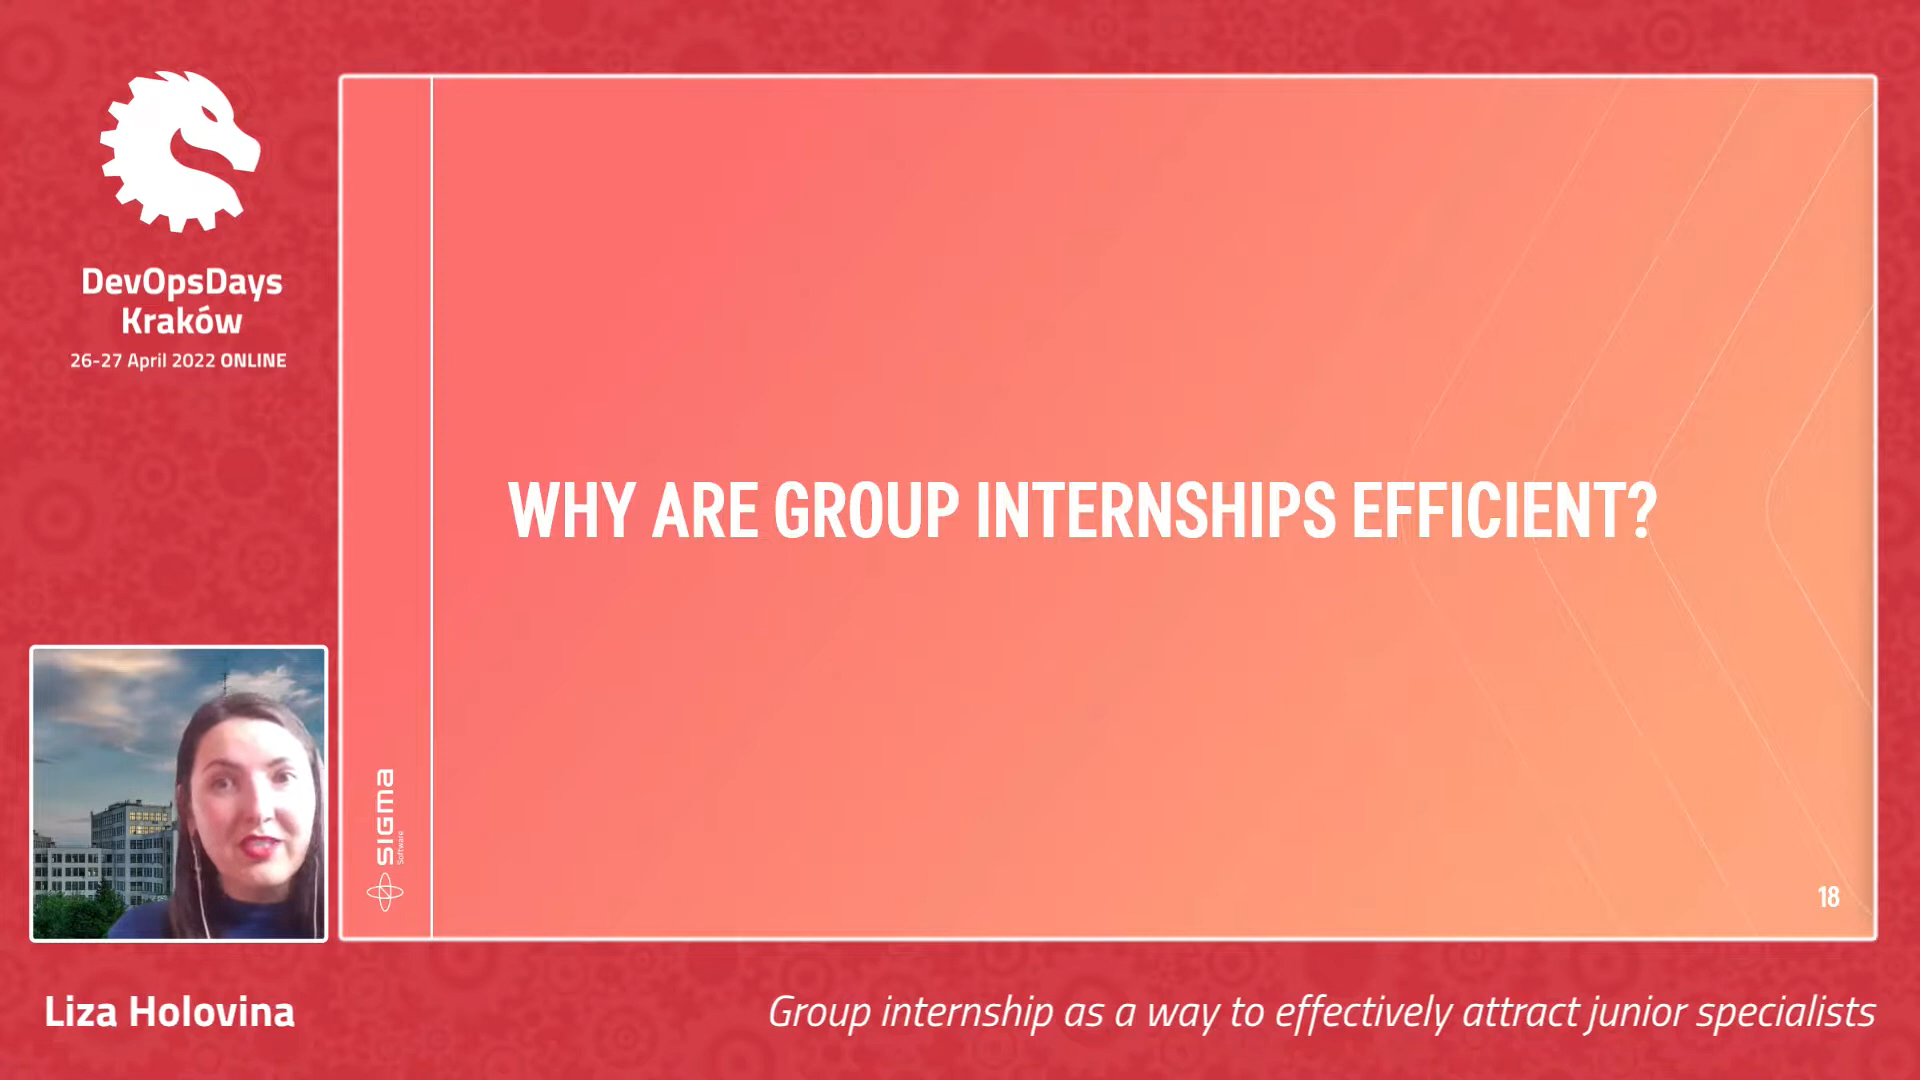 DevOpsDays
Kraków
26-27 April 2022 ONLINE
WHY ARE GROUP INTERNSHIPS EFFICIENT?
SIGMA
Software
18
Liza Holovina
Group internship as a way to effectively attract junior specialists